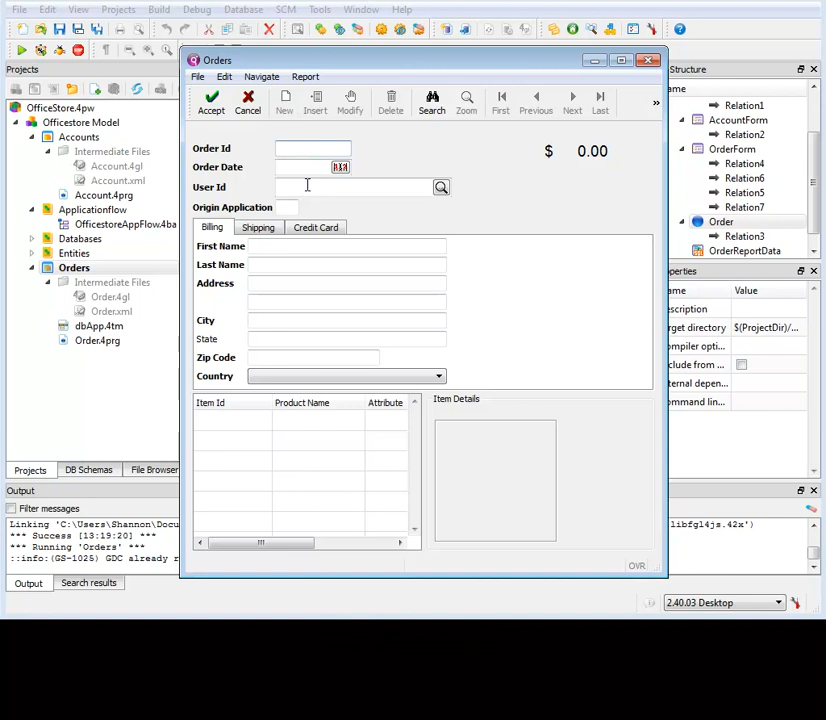 File Edit View Projects Build Debug Database SCM Tools Window Help
Projects
OfficeStore.4pw
Officestore Model
Accounts
Intermediate Files
Account.4gl
Account.xml
Account.4prg
Applicationflow
OfficestoreAppFlow.4ba
Databases
Entities
Orders
Intermediate Files
Order.4gl
Order.xml
dbApp.4tm
Order.4prg
Projects DB Schemas File Browser
Orders
File Edit Navigate Report
Accept Cancel New Insert Modify Delete Search Zoom First Previous Next Last
Order Id
$ 0.00
Order Date
User Id
Origin Application
Billing Shipping Credit Card
First Name
Last Name
Address
City
State
Zip Code
Country
Item Id Product Name Attribute
Item Details
OVR
Structure
ame
Relation1
AccountForm
Relation2
OrderForm
Relation4
Relation6
Relation5
Relation7
Order
Relation3
OrderReportData
operties
ame Value
escription
rget directory $(ProjectDir)/...
ompiler opti...
clude from ...
ternal depen...
ommand lin...
Output
Filter messages
Linking 'C:\Users\Shannon\Docu
libfgl4js.42x')
*** Success [13:19:20] ***
*** Running 'Orders' ***
::info:(GS-1025) GDC already r
Output Search results
2.40.03 Desktop